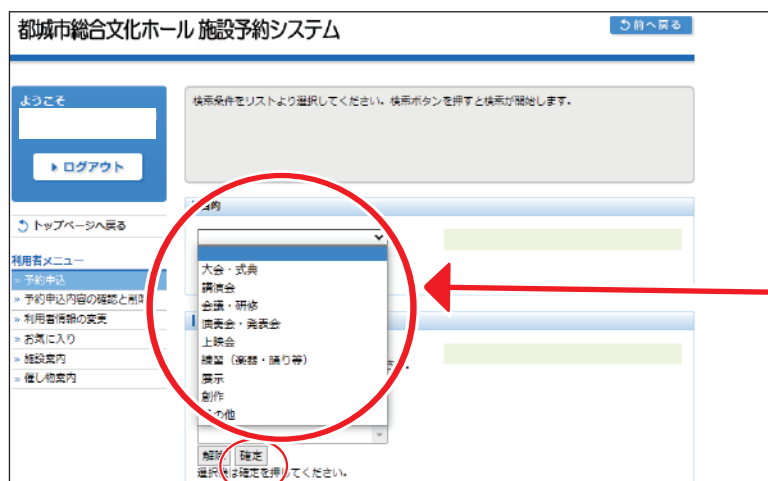 都城市総合文化ホール 施設予約システム
前へ戻る
ようこそ
ログアウト
検索条件をリストより選択してください。検索ボタンを押すと検索が開始します。
トップページへ戻る
利用者メニュー
» 予約申込
» 予約申込内容の確認と削除
» 利用者情報の変更
» お気に入り
» 施設案内
» 催し物案内
目的
大会・式典
講演会
会議・研修
演奏会・発表会
上映会
練習（楽器・踊り等）
展示
創作
その他
さい。
解除 確定
選択後は確定を押してください。